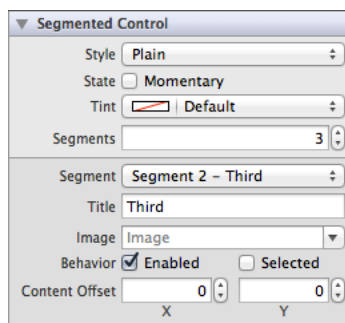 Segmented Control
Style Plain
State Momentary
Tint Default
Segments 3
Segment Segment 2 – Third
Title Third
Image Image
Behavior Enabled Selected
Content Offset 0 0
X Y